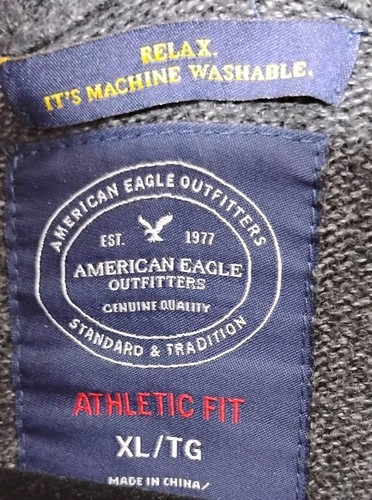 RELAX.
IT'S MACHINE WASHABLE.
AMERICAN EAGLE OUTFITTERS
EST. 1977
AMERICAN EAGLE
OUTFITTERS
GENUINE QUALITY
STANDARD & TRADITION
ATHLETIC FIT
XL/TG
MADE IN CHINA/